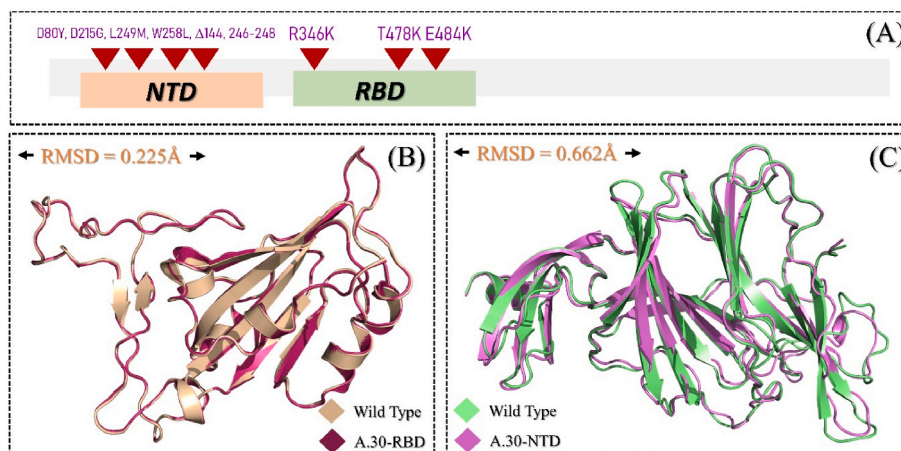 D80Y, D215G, L249M, W258L, Δ144, 246-248
R346K
T478K E484K
(A)
NTD
RBD
RMSD = 0.225Å
(B)
RMSD = 0.662Å
(C)
Wild Type
A.30-RBD
Wild Type
A.30-NTD